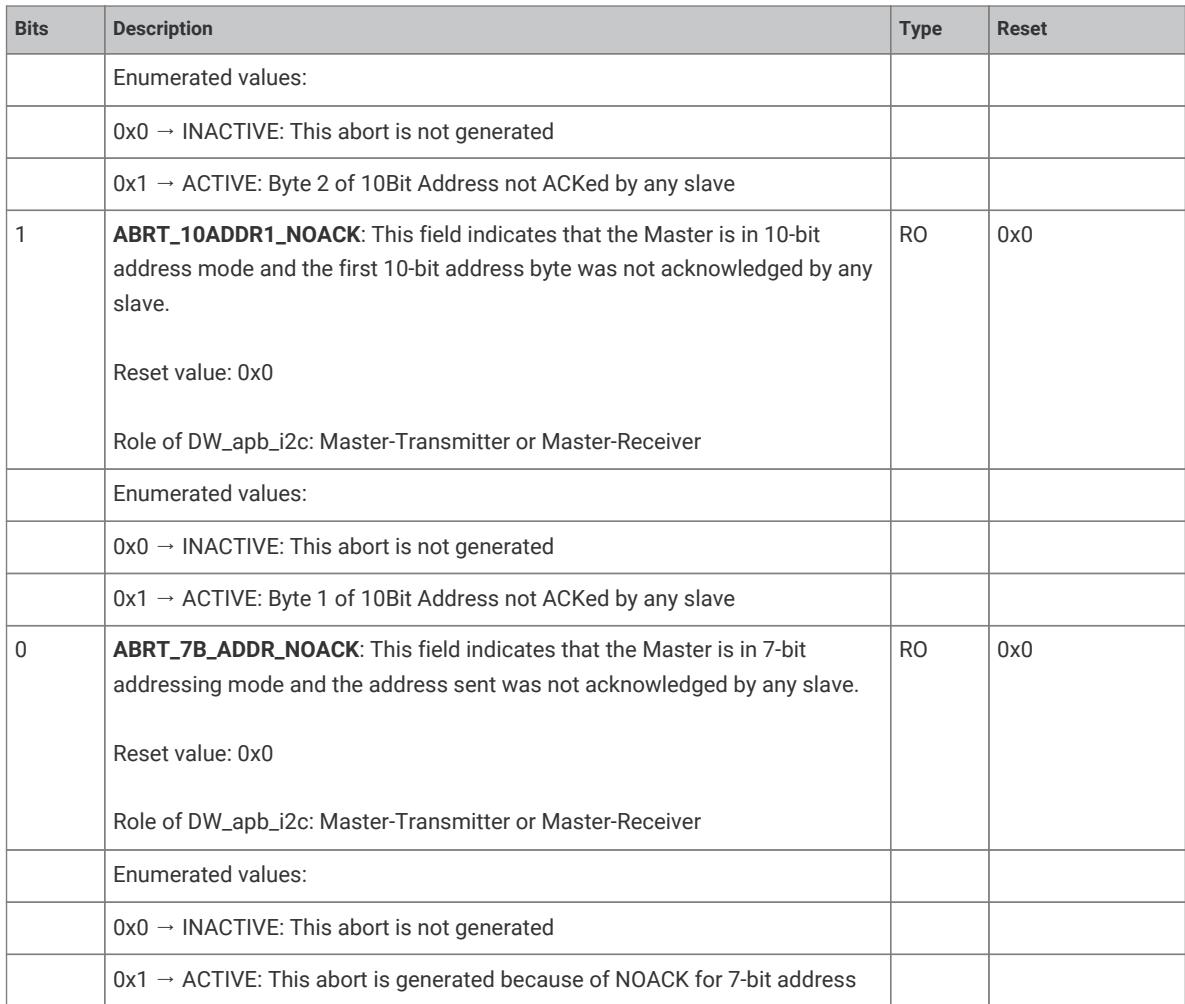 Bits Description Type Reset
Enumerated values:
0x0 → INACTIVE: This abort is not generated
0x1 → ACTIVE: Byte 2 of 10Bit Address not ACKed by any slave
1 ABRT_10ADDR1_NOACK: This field indicates that the Master is in 10-bit RO 0x0
address mode and the first 10-bit address byte was not acknowledged by any
slave.
Reset value: 0x0
Role of DW_apb_i2c: Master-Transmitter or Master-Receiver
Enumerated values:
0x0 → INACTIVE: This abort is not generated
0x1 → ACTIVE: Byte 1 of 10Bit Address not ACKed by any slave
0 ABRT_7B_ADDR_NOACK: This field indicates that the Master is in 7-bit RO 0x0
addressing mode and the address sent was not acknowledged by any slave.
Reset value: 0x0
Role of DW_apb_i2c: Master-Transmitter or Master-Receiver
Enumerated values:
0x0 → INACTIVE: This abort is not generated
0x1 → ACTIVE: This abort is generated because of NOACK for 7-bit address